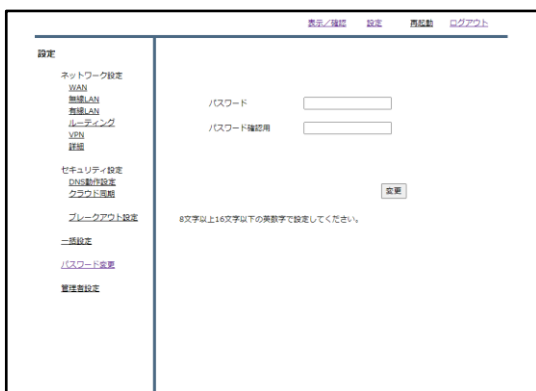 表示／確認 設定 再起動 ログアウト
設定
ネットワーク設定
WAN
無線LAN
有線LAN
ルーティング
VPN
詳細
セキュリティ設定
DNS動作設定
クラウド同期
ブレークアウト設定
一括設定
パスワード変更
管理者設定
パスワード
パスワード確認用
変更
8文字以上16文字以下の英数字で設定してください。